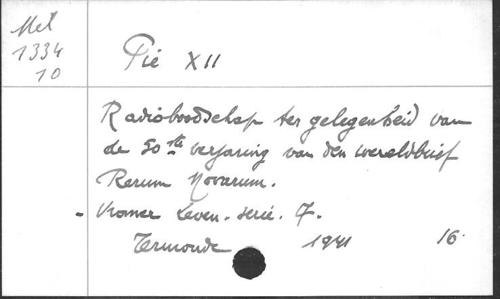 Mel
1334
10
Pie XII
Radioboodschap ter gelegenheid van
de 50ste verjaring van den wereldbrief
Rerum Novarum.
- Vromer Leven. serie. 7.
Termonde 1941 16.